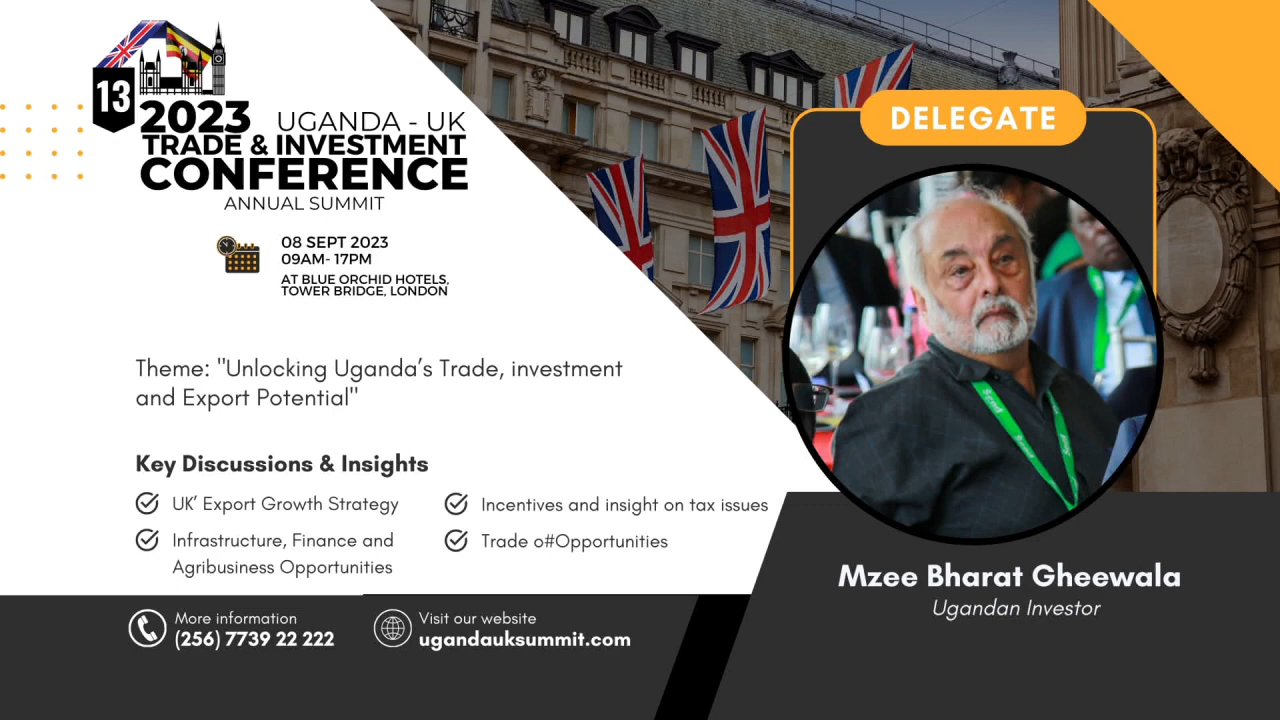 13
2023 UGANDA - UK
TRADE & INVESTMENT
CONFERENCE
ANNUAL SUMMIT
08 SEPT 2023
09AM- 17PM
AT BLUE ORCHID HOTELS,
TOWER BRIDGE, LONDON
Theme: "Unlocking Uganda’s Trade, investment
and Export Potential"
Key Discussions & Insights
UK’ Export Growth Strategy
Infrastructure, Finance and
Agribusiness Opportunities
Incentives and insight on tax issues
Trade o#Opportunities
More information
(256) 7739 22 222
Visit our website
ugandauksummit.com
DELEGATE
Mzee Bharat Gheewala
Ugandan Investor